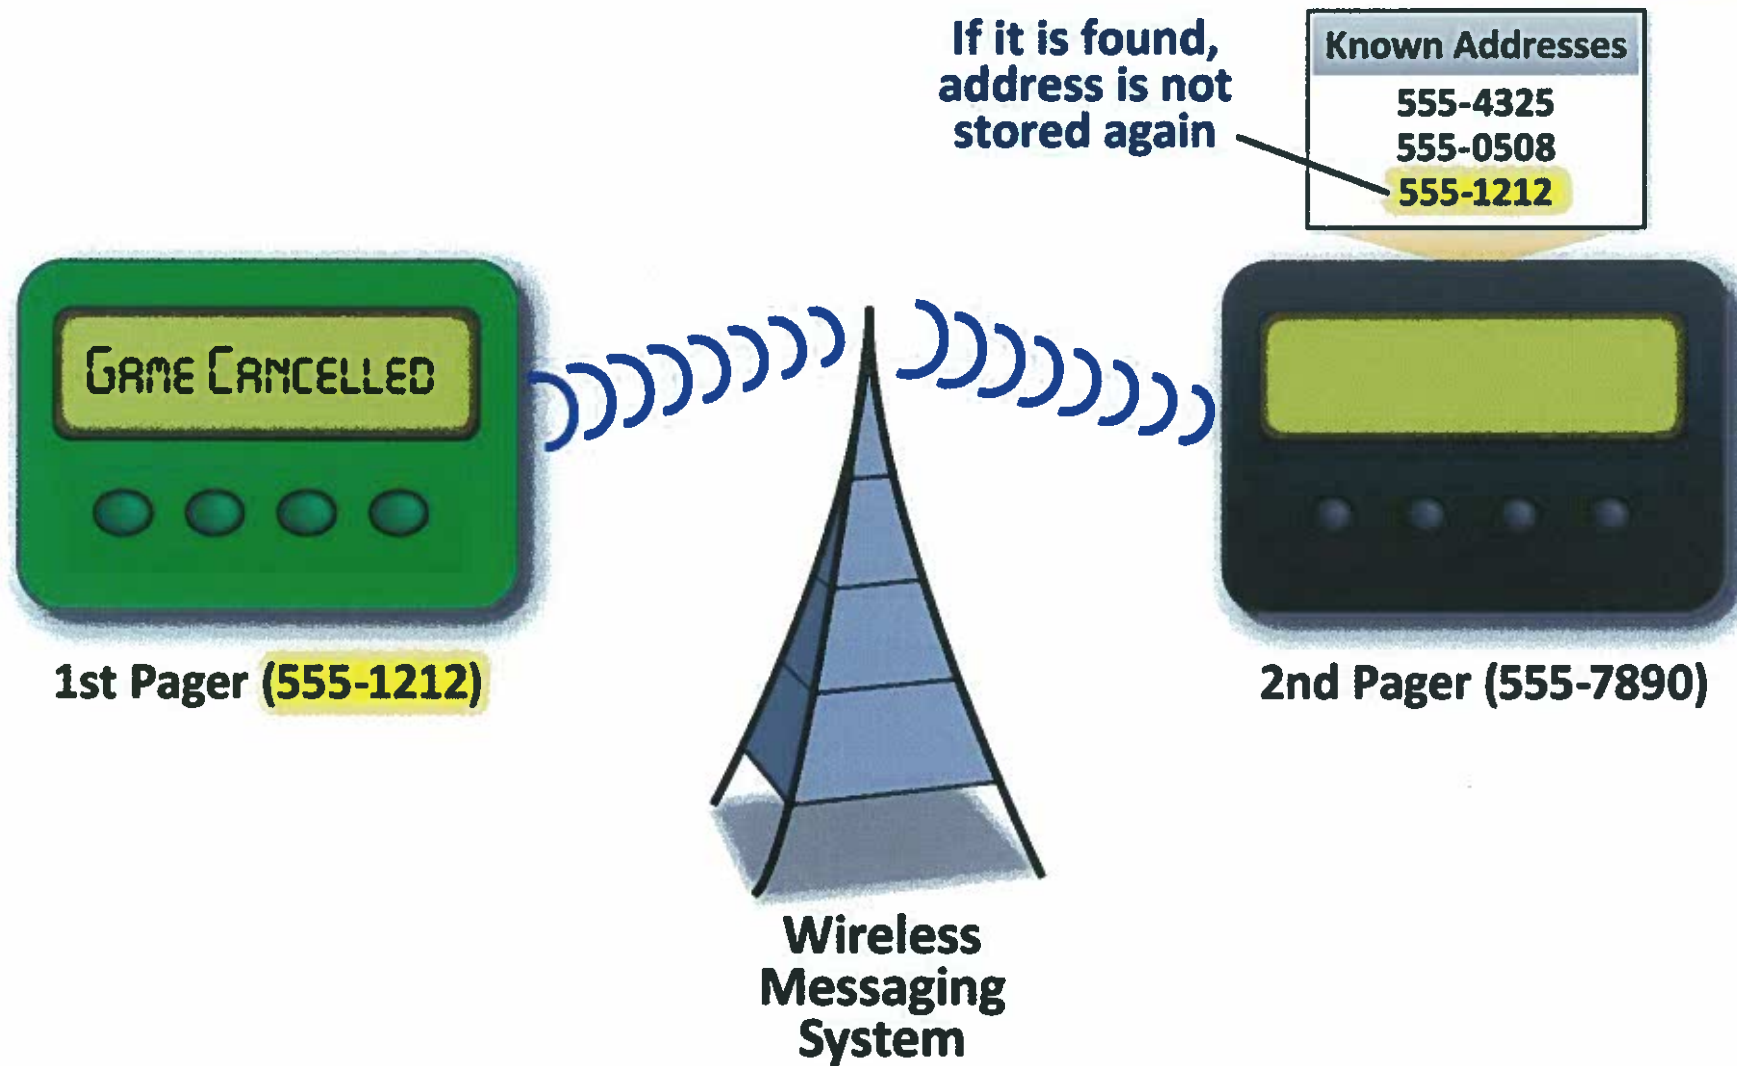 If it is found,
address is not
stored again
Known Addresses
555-4325
555-0508
555-1212
GAME CANCELLED
1st Pager (555-1212)
2nd Pager (555-7890)
Wireless
Messaging
System